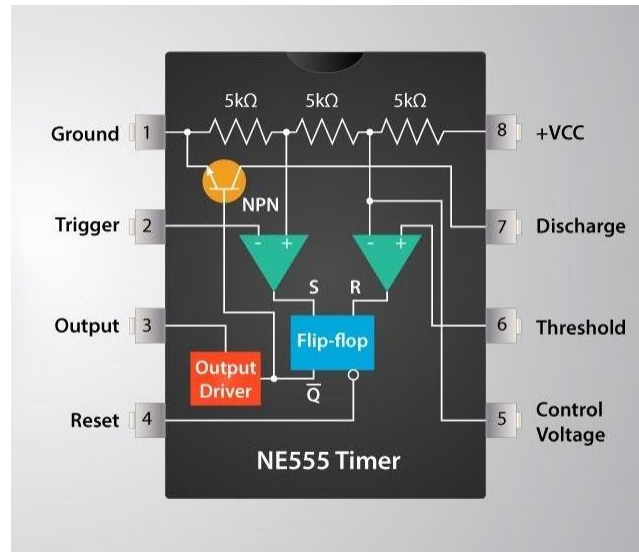 5kΩ 5kΩ 5kΩ
Ground 1
8 +VCC
NPN
Trigger 2
- +
- +
7 Discharge
S R
Output 3
Flip-flop
6 Threshold
Output
Driver
Q̅
Reset 4
5 Control
Voltage
NE555 Timer